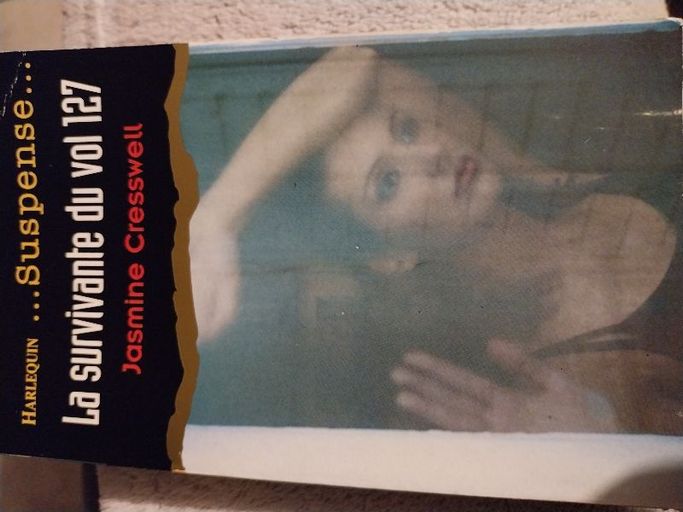 HARLEQUIN ...Suspense...
La survivante du vol 127
Jasmine Cresswell